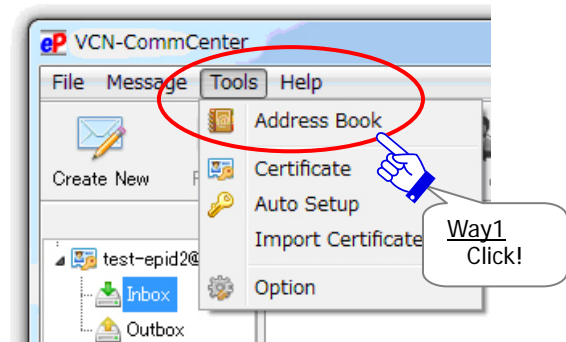 eP VCN-CommCenter
File Message Tools Help
Address Book
Create New
Certificate
Auto Setup
Import Certificate
Option
Way1
Click!
test-epid2@
Inbox
Outbox